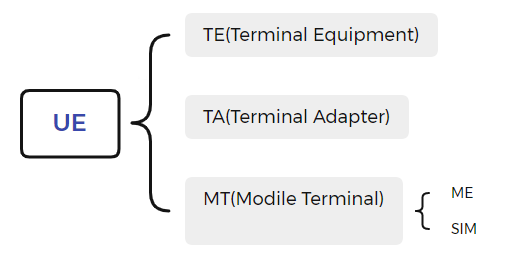 UE
TE(Terminal Equipment)
TA(Terminal Adapter)
MT(Modile Terminal)
ME
SIM